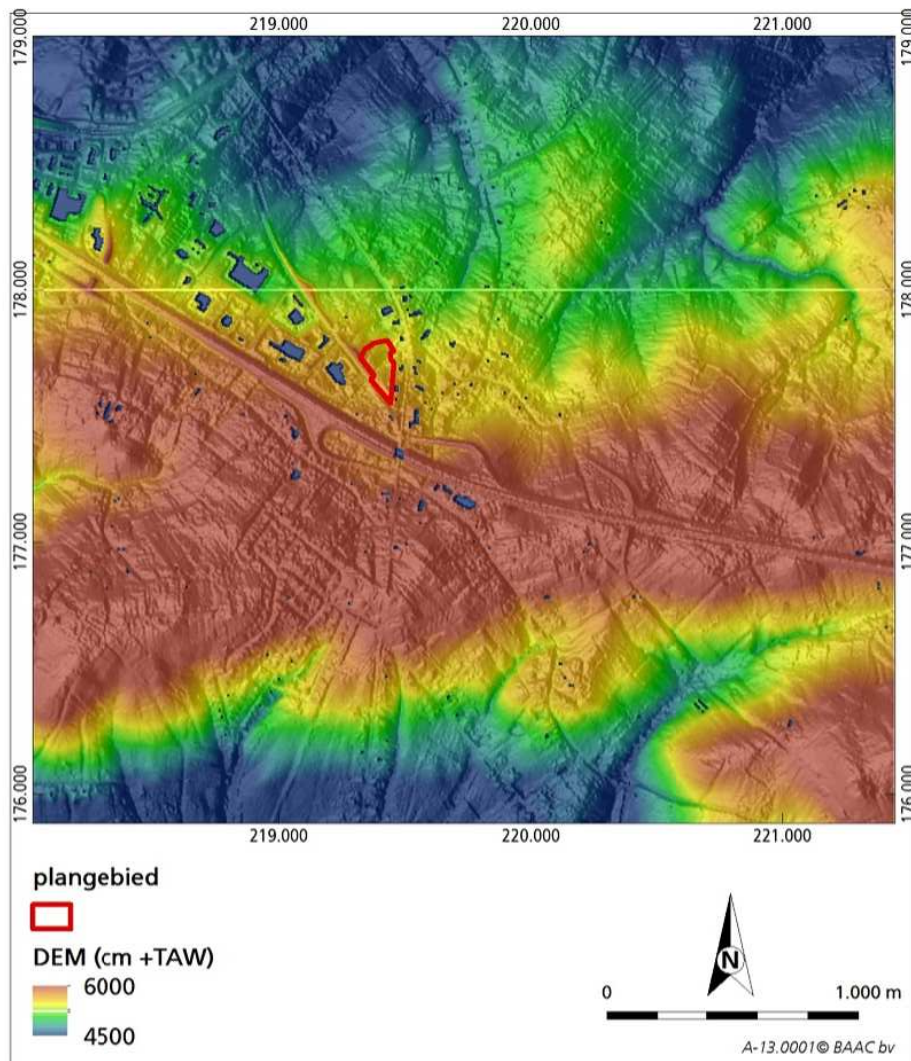 219.000 220.000 221.000
179.000 179.000
178.000 178.000
177.000 177.000
176.000 176.000
219.000 220.000 221.000
plangebied
DEM (cm +TAW)
6000
4500
N
0 1.000 m
A-13.0001© BAAC bv